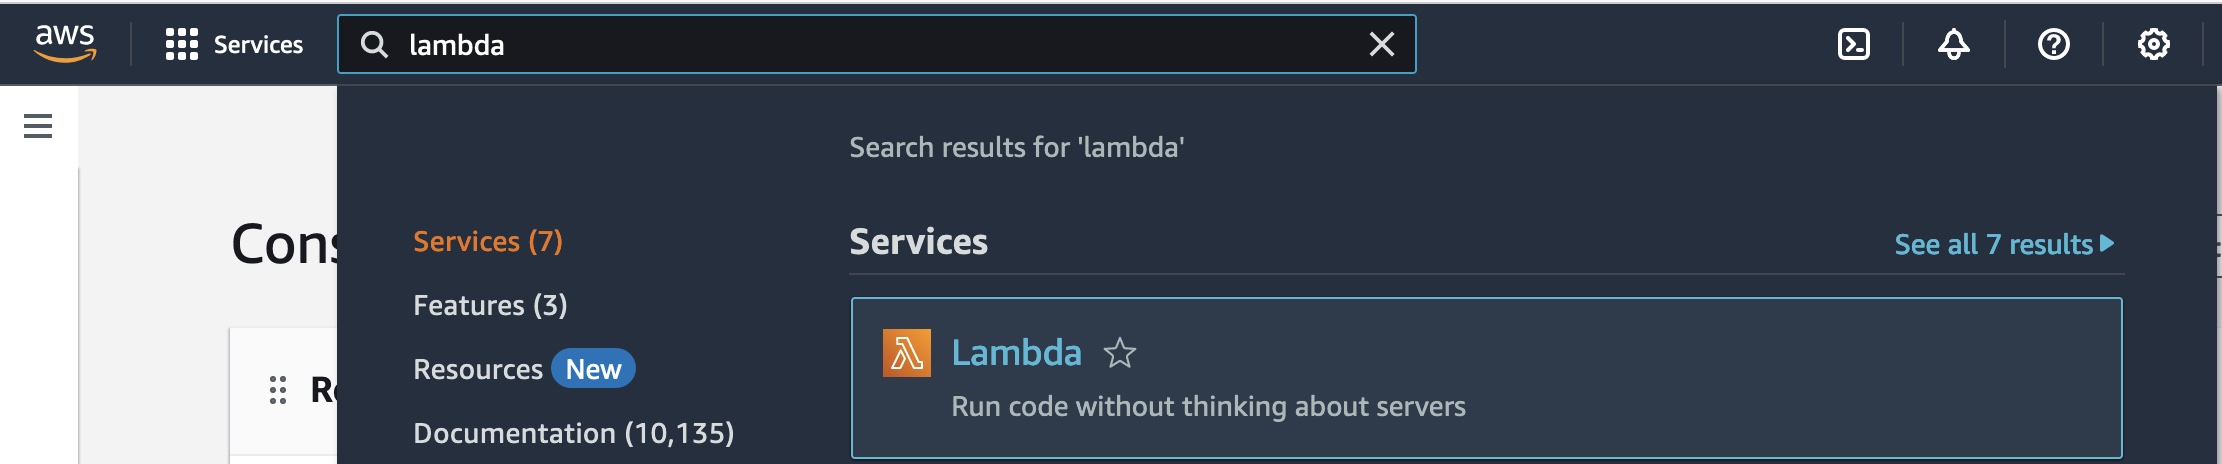 aws
Services
lambda
Search results for 'lambda'
Cons
Services (7)
Services
See all 7 results
Features (3)
Lambda
Resources New
Run code without thinking about servers
Documentation (10,135)